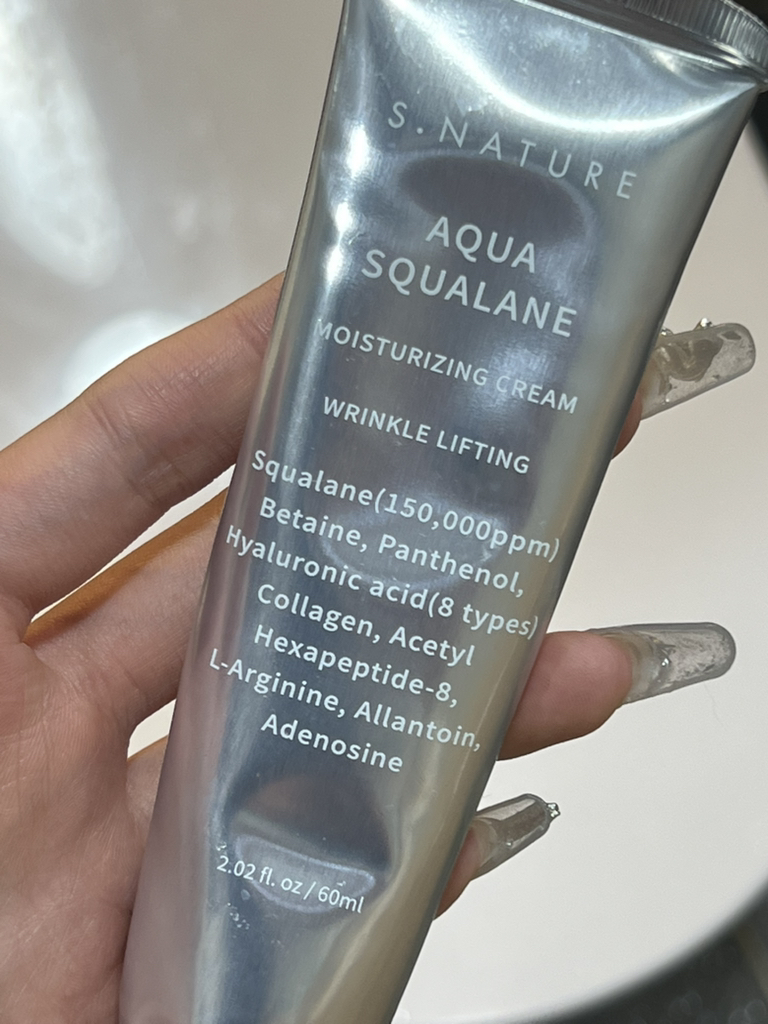 S.NATURE
AQUA
SQUALANE
MOISTURIZING CREAM
WRINKLE LIFTING
Squalane(150,000ppm)
Betaine, Panthenol,
Hyaluronic acid(8 types)
Collagen, Acetyl
Hexapeptide-8,
L-Arginine, Allantoin,
Adenosine
2.02 fl. oz / 60ml